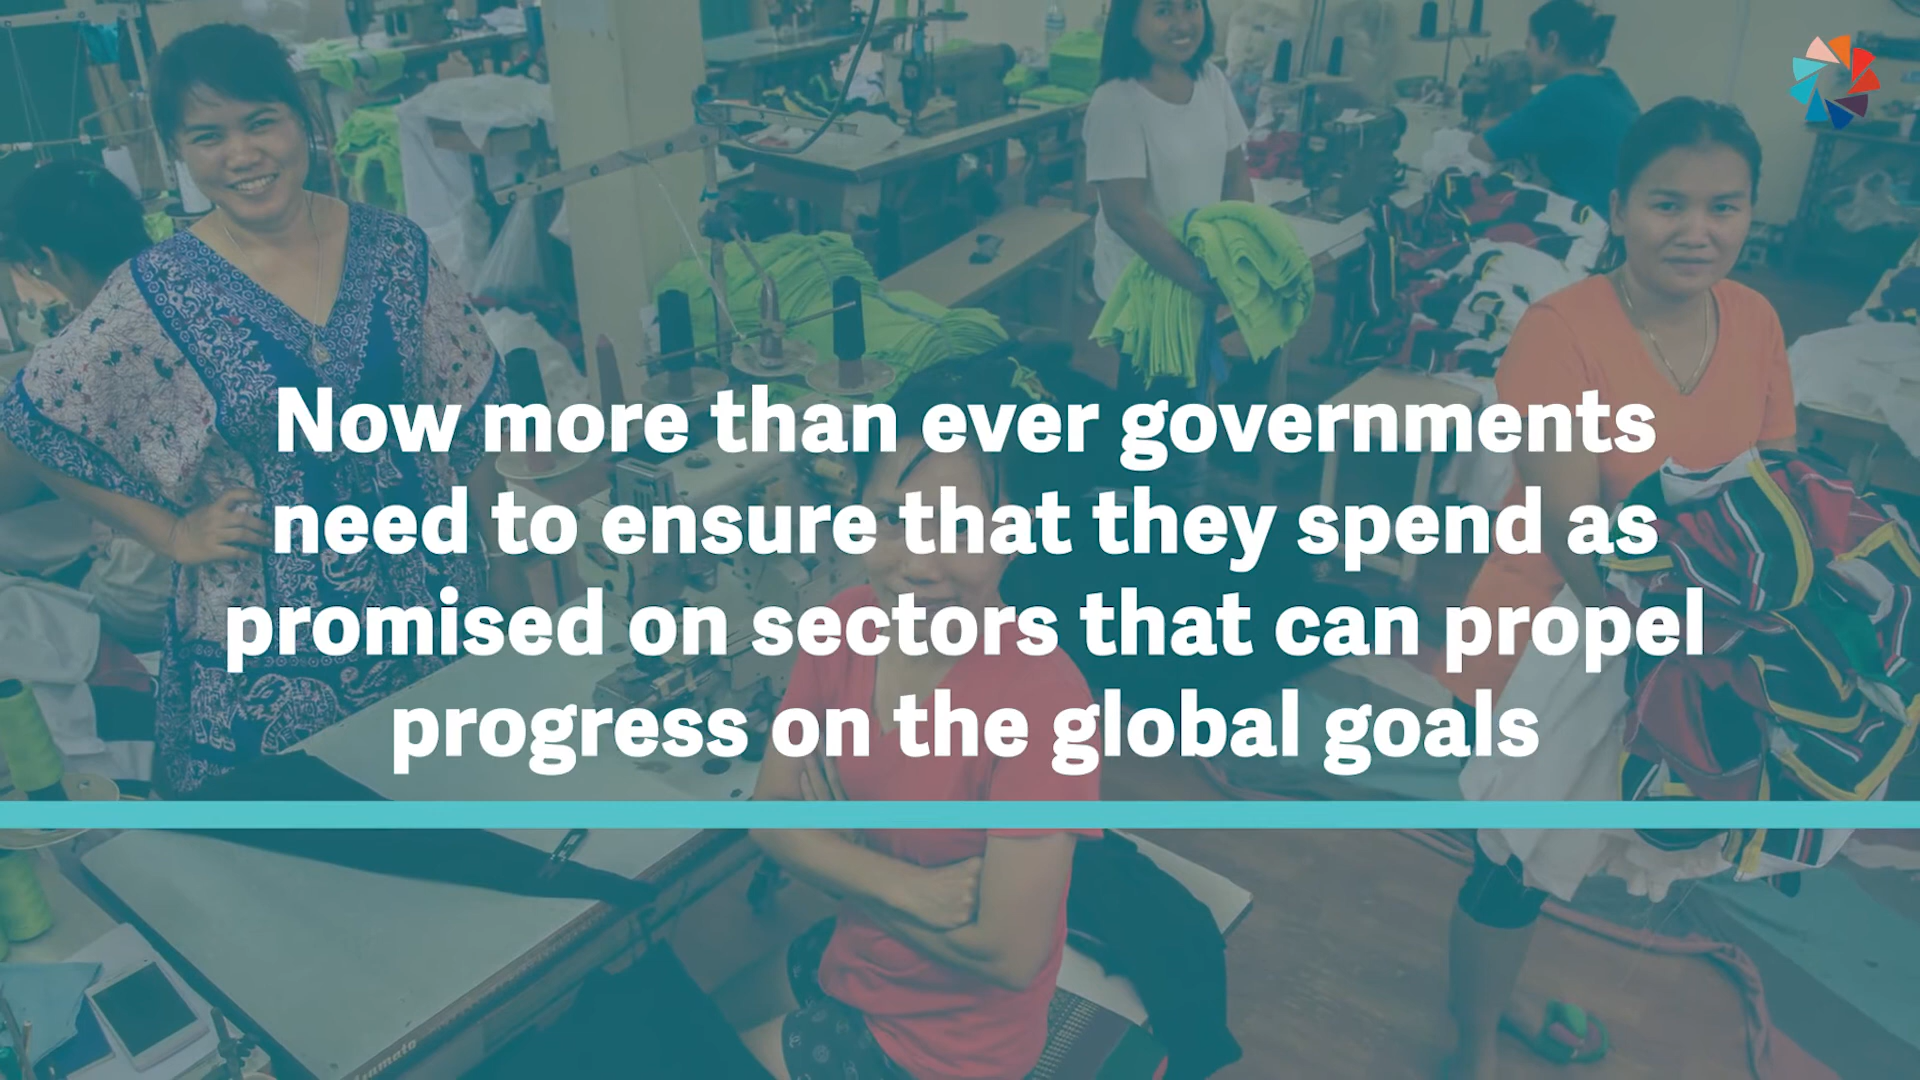 Now more than ever governments
need to ensure that they spend as
promised on sectors that can propel
progress on the global goals